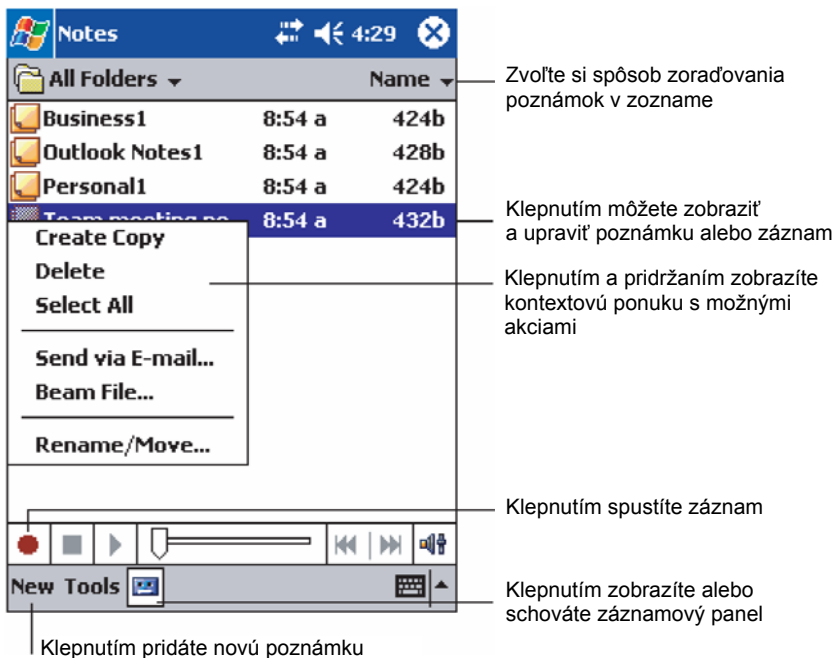 Notes 4:29
All Folders Name
Zvoľte si spôsob zoraďovania
poznámok v zozname
Business1 8:54 a 424b
Outlook Notes1 8:54 a 428b
Personal1 8:54 a 424b
Team meeting no... 8:54 a 432b
Klepnutím môžete zobraziť
a upraviť poznámku alebo záznam
Create Copy
Delete
Select All
Send via E-mail...
Beam File...
Rename/Move...
Klepnutím a pridržaním zobrazíte
kontextovú ponuku s možnými
akciami
Klepnutím spustíte záznam
New Tools
Klepnutím zobrazíte alebo
schováte záznamový panel
Klepnutím pridáte novú poznámku